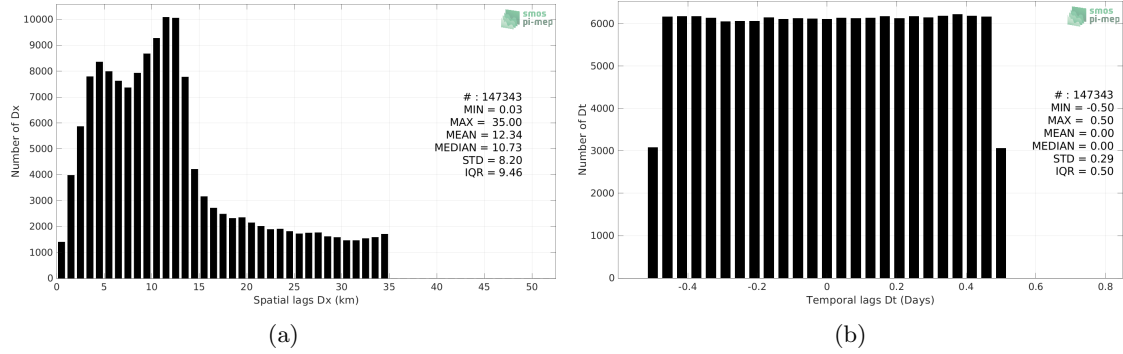 10000
9000
8000
7000
6000
5000
4000
3000
2000
1000
0
Number of Dx
0 5 10 15 20 25 30 35 40 45 50
Spatial lags Dx (km)
smos
pi-mep
# : 147343
MIN = 0.03
MAX = 35.00
MEAN = 12.34
MEDIAN = 10.73
STD = 8.20
IQR = 9.46
(a)
6000
5000
4000
3000
2000
1000
0
Number of Dt
-0.4 -0.2 0 0.2 0.4 0.6 0.8
Temporal lags Dt (Days)
smos
pi-mep
# : 147343
MIN = -0.50
MAX = 0.50
MEAN = 0.00
MEDIAN = 0.00
STD = 0.29
IQR = 0.50
(b)